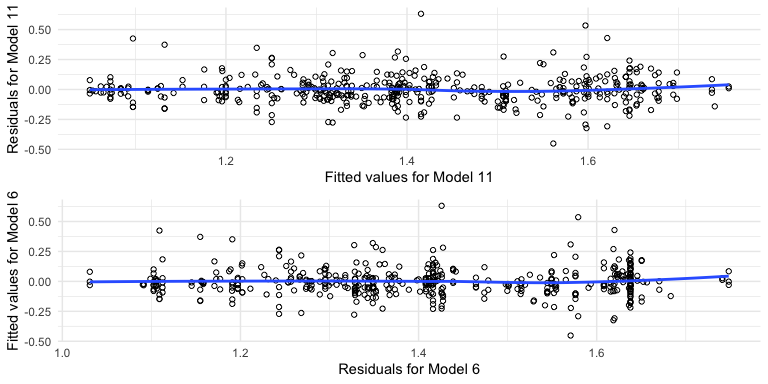 Residuals for Model 11
0.50
0.25
0.00
-0.25
-0.50
1.2 1.4 1.6
Fitted values for Model 11
Fitted values for Model 6
0.50
0.25
0.00
-0.25
-0.50
1.0 1.2 1.4 1.6
Residuals for Model 6